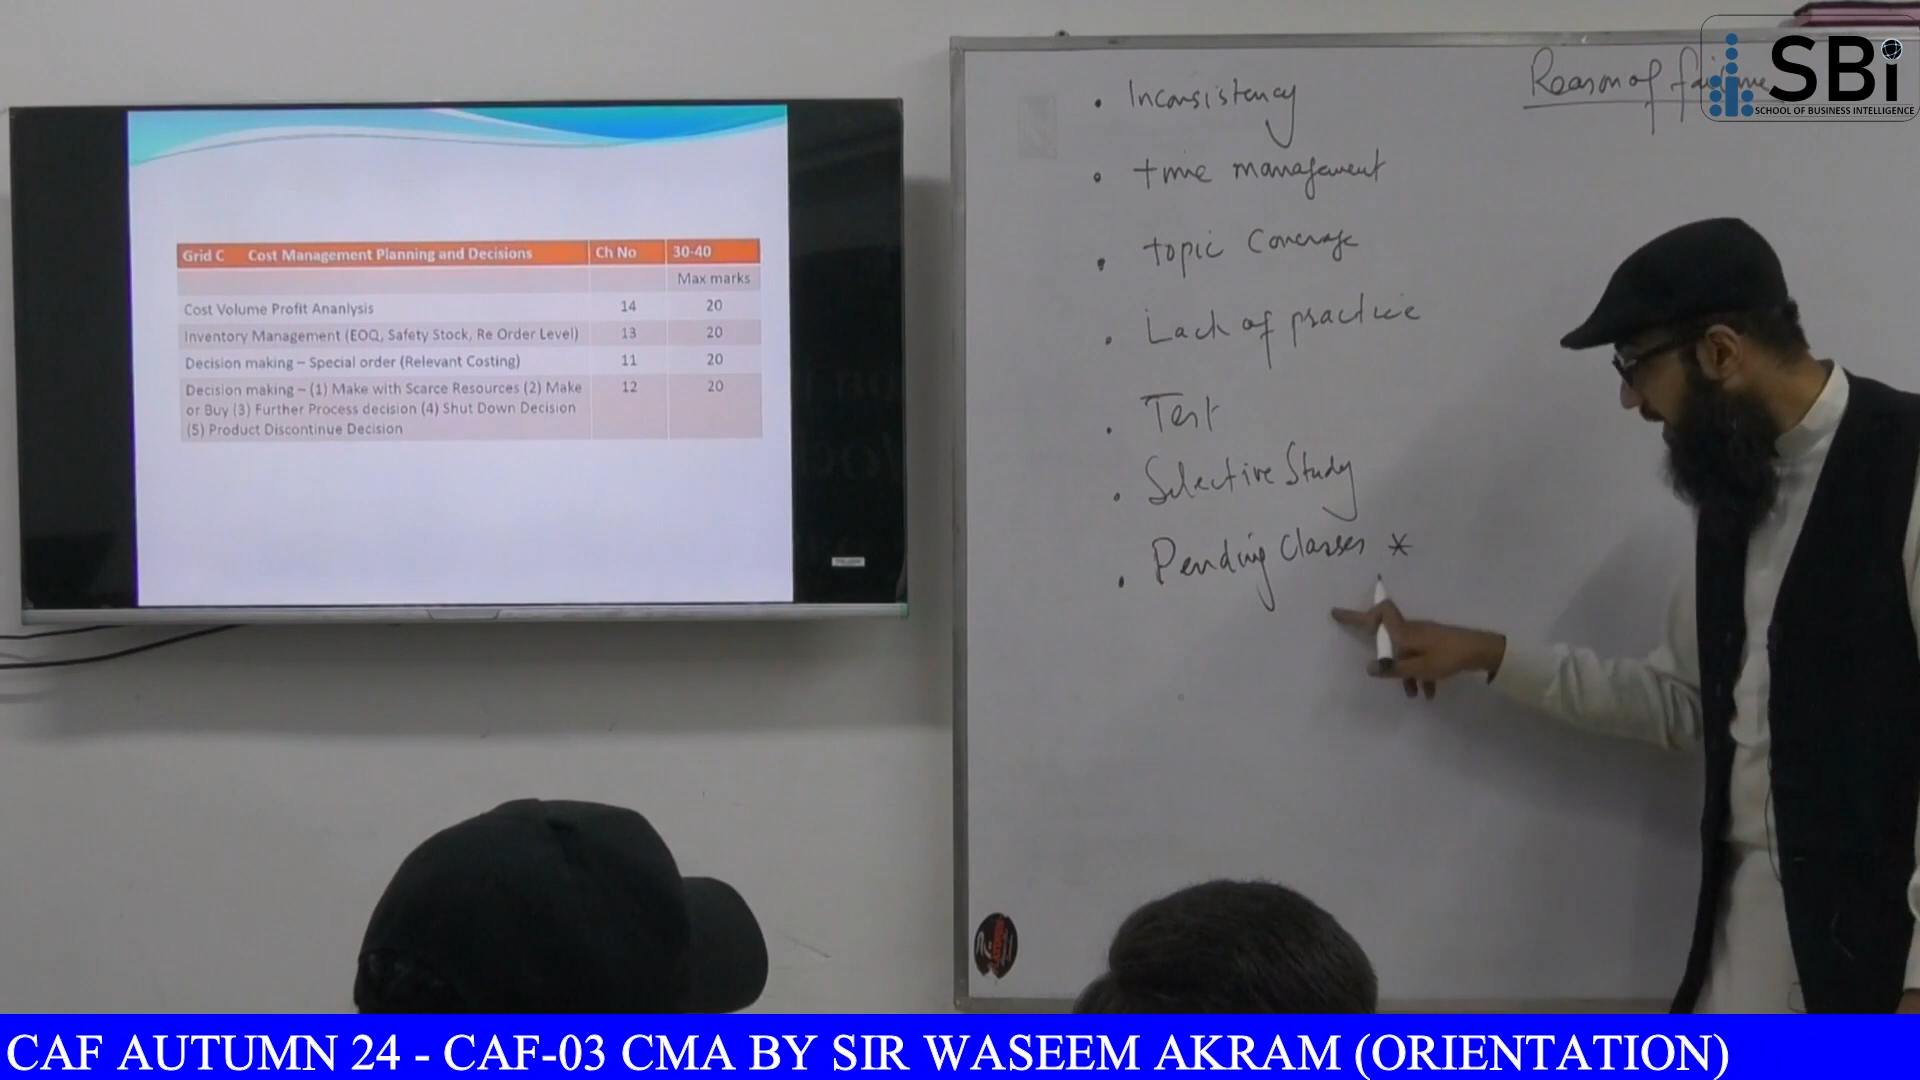 Grid C Cost Management Planning and Decisions Ch No 30-40
Max marks
Cost Volume Profit Ananlysis 14 20
Inventory Management (EOQ, Safety Stock, Re Order Level) 13 20
Decision making – Special order (Relevant Costing) 11 20
Decision making – (1) Make with Scarce Resources (2) Make 12 20
or Buy (3) Further Process decision (4) Shut Down Decision
(5) Product Discontinue Decision
Reason of failure
• Inconsistency
• time management
• topic Coverage
• Lack of practice
• Test
• Selective Study
• Pending Classes *
SBi
SCHOOL OF BUSINESS INTELLIGENCE
CAF AUTUMN 24 - CAF-03 CMA BY SIR WASEEM AKRAM (ORIENTATION)